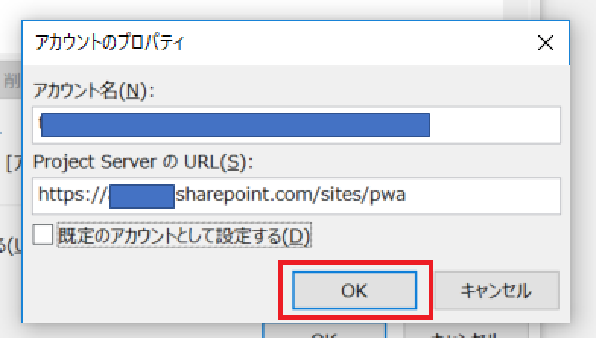 アカウントのプロパティ
削
アカウント名(N):
[ア
Project Server の URL(S):
https:// sharepoint.com/sites/pwa
既定のアカウントとして設定する(D)
OK
キャンセル